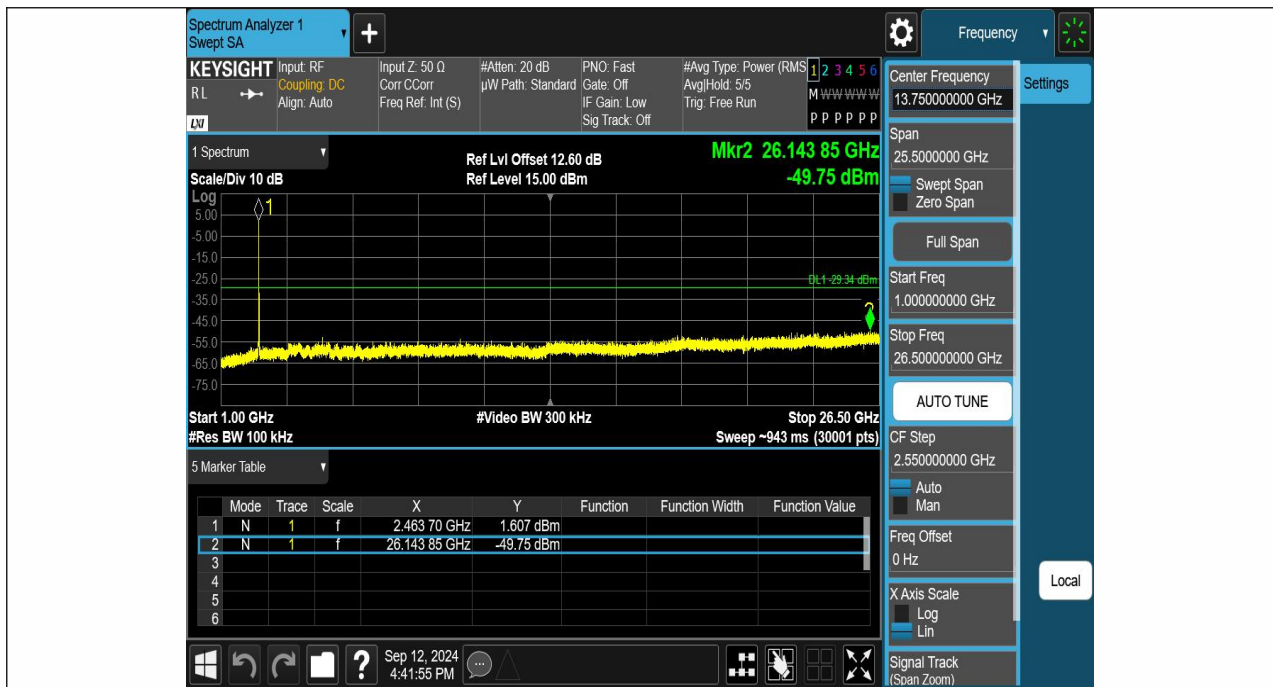 Spectrum Analyzer 1
Swept SA
+
Frequency
KEYSIGHT
R L
LXI
Input: RF
Coupling: DC
Align: Auto
Input Z: 50 Ω
Corr CCorr
Freq Ref: Int (S)
#Atten: 20 dB
µW Path: Standard
PNO: Fast
Gate: Off
IF Gain: Low
Sig Track: Off
#Avg Type: Power (RMS
Avg|Hold: 5/5
Trig: Free Run
1 2 3 4 5 6
M W W W W W
P P P P P P
1 Spectrum
Scale/Div 10 dB
Ref Lvl Offset 12.60 dB
Ref Level 15.00 dBm
Mkr2 26.143 85 GHz
-49.75 dBm
Log
5.00
-5.00
-15.0
-25.0
-35.0
-45.0
-55.0
-65.0
-75.0
1
DL1 -29.34 dBm
2
Start 1.00 GHz
#Video BW 300 kHz
Stop 26.50 GHz
#Res BW 100 kHz
Sweep ~943 ms (30001 pts)
5 Marker Table
Mode Trace Scale X Y Function Function Width Function Value
1 N 1 f 2.463 70 GHz 1.607 dBm
2 N 1 f 26.143 85 GHz -49.75 dBm
3
4
5
6
?
Sep 12, 2024
4:41:55 PM
Center Frequency
13.750000000 GHz
Span
25.5000000 GHz
Swept Span
Zero Span
Full Span
Start Freq
1.000000000 GHz
Stop Freq
26.500000000 GHz
AUTO TUNE
CF Step
2.550000000 GHz
Auto
Man
Freq Offset
0 Hz
X Axis Scale
Log
Lin
Signal Track
(Span Zoom)
Settings
Local